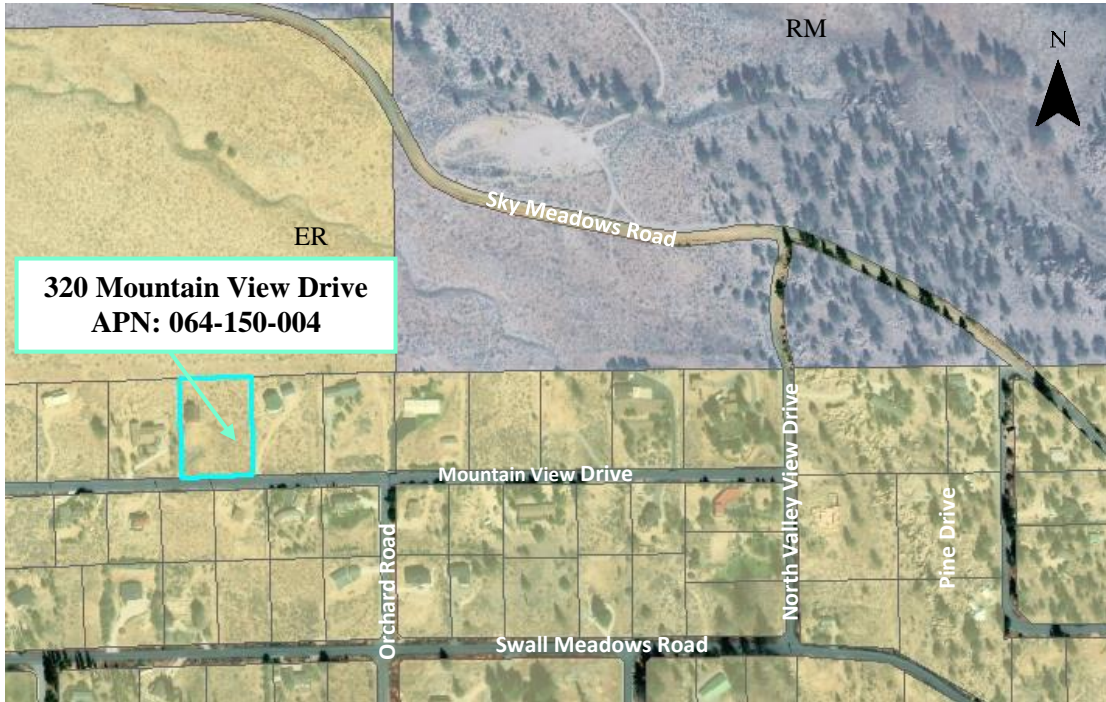 RM
N
Sky Meadows Road
ER
320 Mountain View Drive
APN: 064-150-004
Mountain View Drive
North Valley View Drive
Pine Drive
Orchard Road
Swall Meadows Road